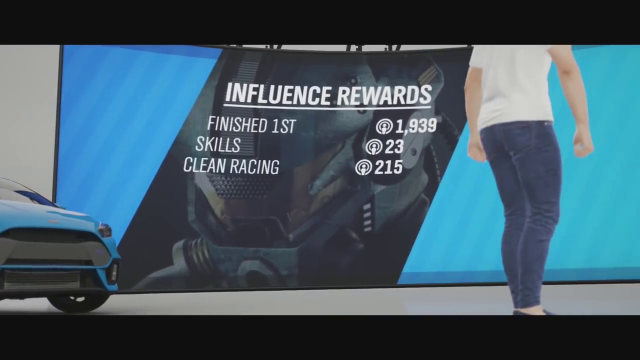 INFLUENCE REWARDS
FINISHED 1ST 1,939
SKILLS 23
CLEAN RACING 215